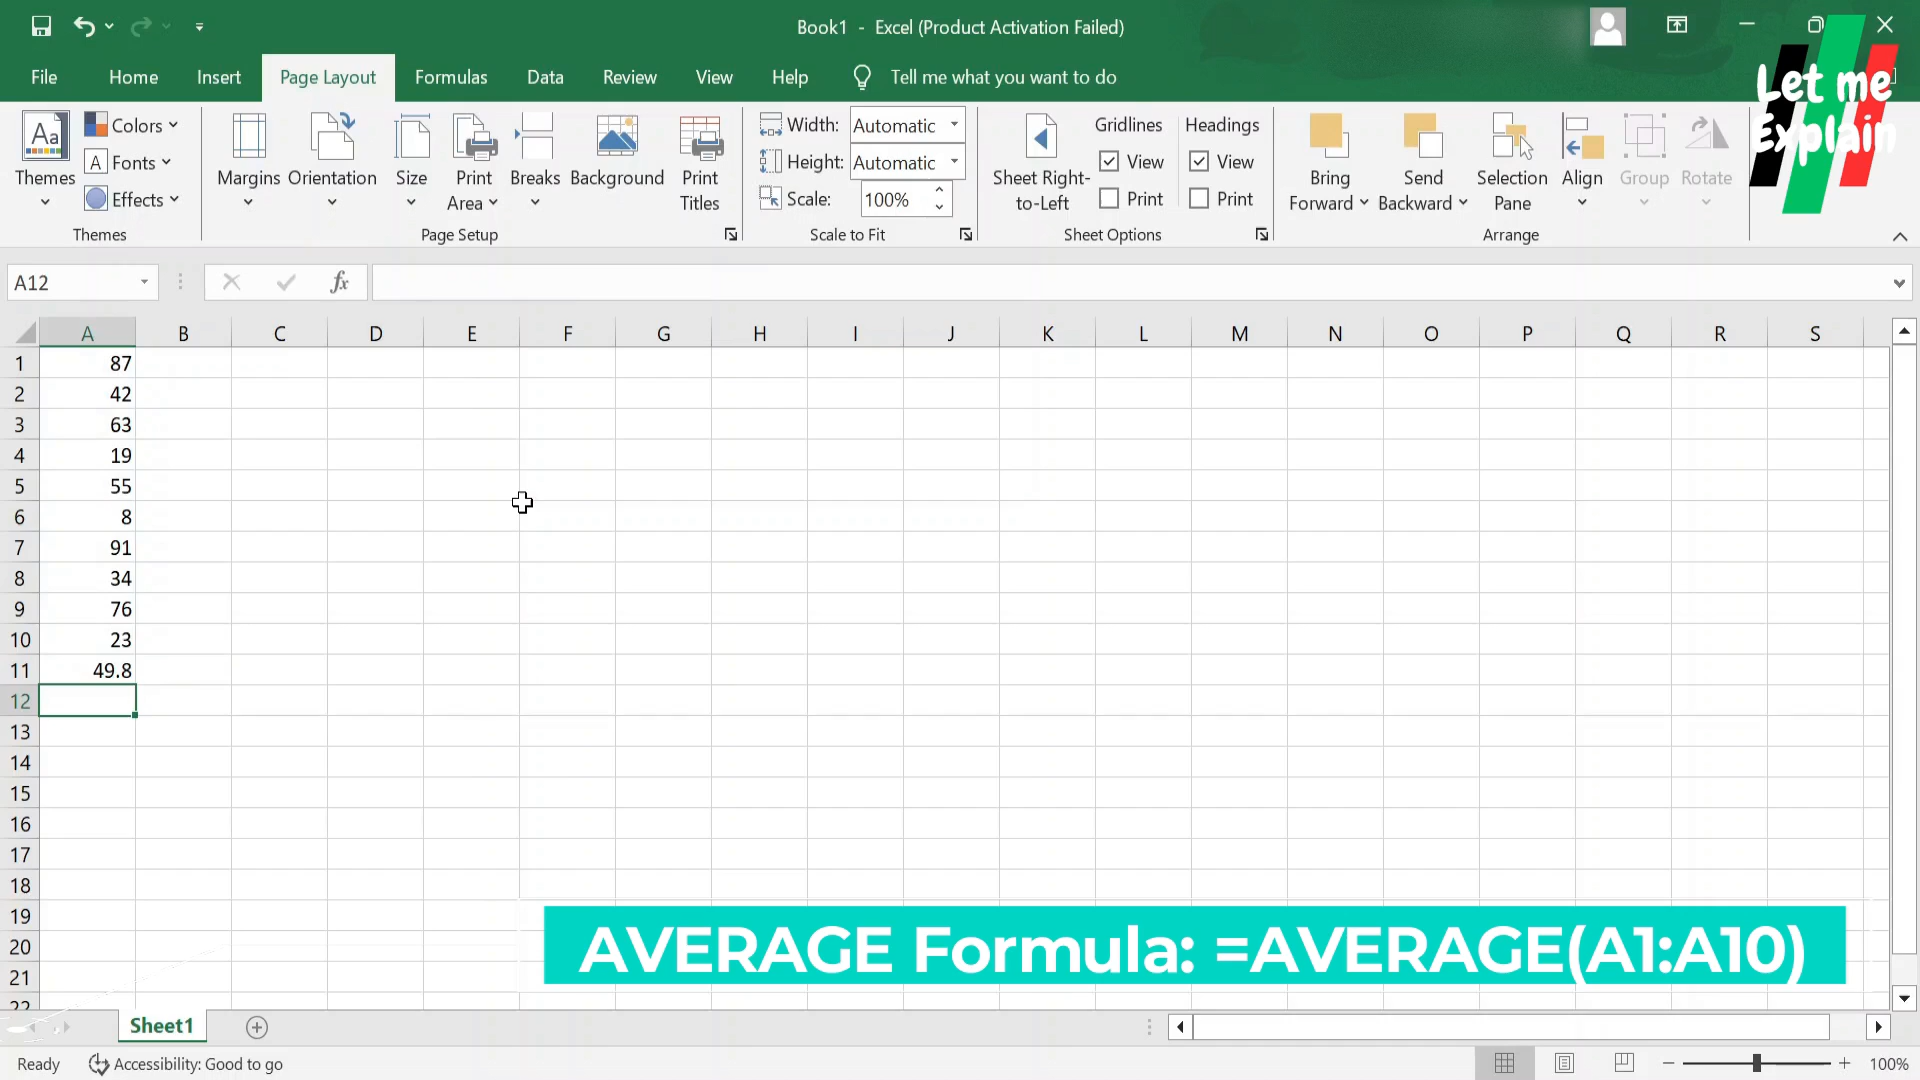 Book1 - Excel (Product Activation Failed)
File Home Insert Page Layout Formulas Data Review View Help Tell me what you want to do
Let me
Explain
Themes
Colors
Fonts
Effects
Themes
Margins
Orientation
Size
Print
Area
Breaks
Background
Print
Titles
Page Setup
Width: Automatic
Height: Automatic
Scale: 100%
Scale to Fit
Sheet Right-
to-Left
Gridlines
View
Print
Headings
View
Print
Sheet Options
Bring
Forward
Send
Backward
Selection
Pane
Align
Group
Rotate
Arrange
A12
fx
A B C D E F G H I J K L M N O P Q R S
1 87
2 42
3 63
4 19
5 55
6 8
7 91
8 34
9 76
10 23
11 49.8
12
13
14
15
16
17
18
19
20
21
22
AVERAGE Formula: =AVERAGE(A1:A10)
Sheet1
Ready Accessibility: Good to go 100%